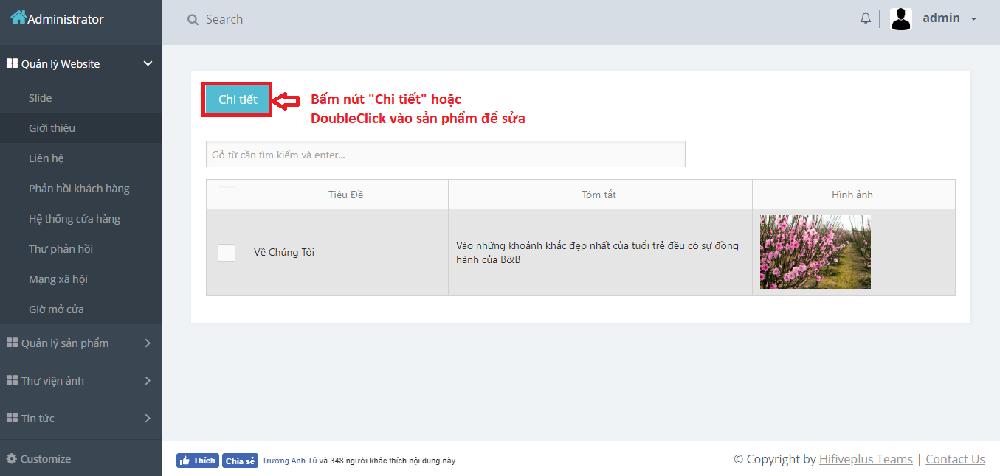 Administrator
Search
admin
Quản lý Website
Slide
Giới thiệu
Liên hệ
Phản hồi khách hàng
Hệ thống cửa hàng
Thư phản hồi
Mạng xã hội
Giờ mở cửa
Quản lý sản phẩm
Thư viện ảnh
Tin tức
Customize
Chi tiết
Bấm nút "Chi tiết" hoặc
DoubleClick vào sản phẩm để sửa
Gỏ từ cần tìm kiếm và enter...
Tiêu Đề Tóm tắt Hình ảnh
Về Chúng Tôi
Vào những khoảnh khắc đẹp nhất của tuổi trẻ đều có sự đồng
hành của B&B
Thích Chia sẻ Trương Anh Tú và 348 người khác thích nội dung này.
© Copyright by Hifiveplus Teams | Contact Us